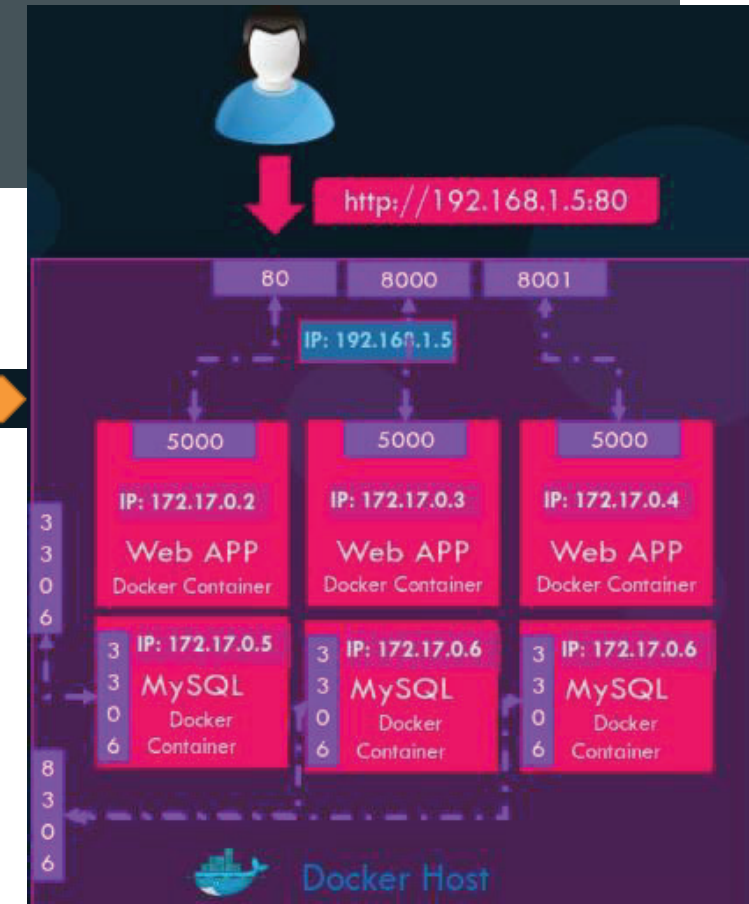 http://192.168.1.5:80
80 8000 8001
IP: 192.168.1.5
5000 5000 5000
IP: 172.17.0.2 IP: 172.17.0.3 IP: 172.17.0.4
Web APP Web APP Web APP
Docker Container Docker Container Docker Container
3306
IP: 172.17.0.5 IP: 172.17.0.6 IP: 172.17.0.6
3306 3306 3306
MySQL MySQL MySQL
Docker Docker Docker
Container Container Container
8306
Docker Host